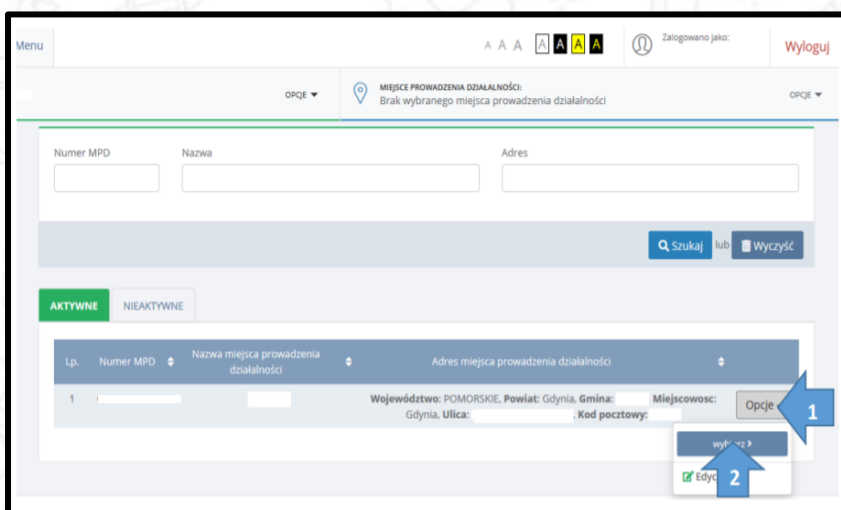 Menu
A A A A A A A
Zalogowano jako:
Wyloguj
OPCJE
MIEJSCE PROWADZENIA DZIAŁALNOŚCI:
Brak wybranego miejsca prowadzenia działalności
OPCJE
Numer MPD Nazwa Adres
Szukaj lub Wyczyść
AKTYWNE NIEAKTYWNE
Lp. Numer MPD Nazwa miejsca prowadzenia działalności Adres miejsca prowadzenia działalności
1 Województwo: POMORSKIE, Powiat: Gdynia, Gmina: Miejscowosc:
Gdynia, Ulica: , Kod pocztowy:
Opcje 1
2